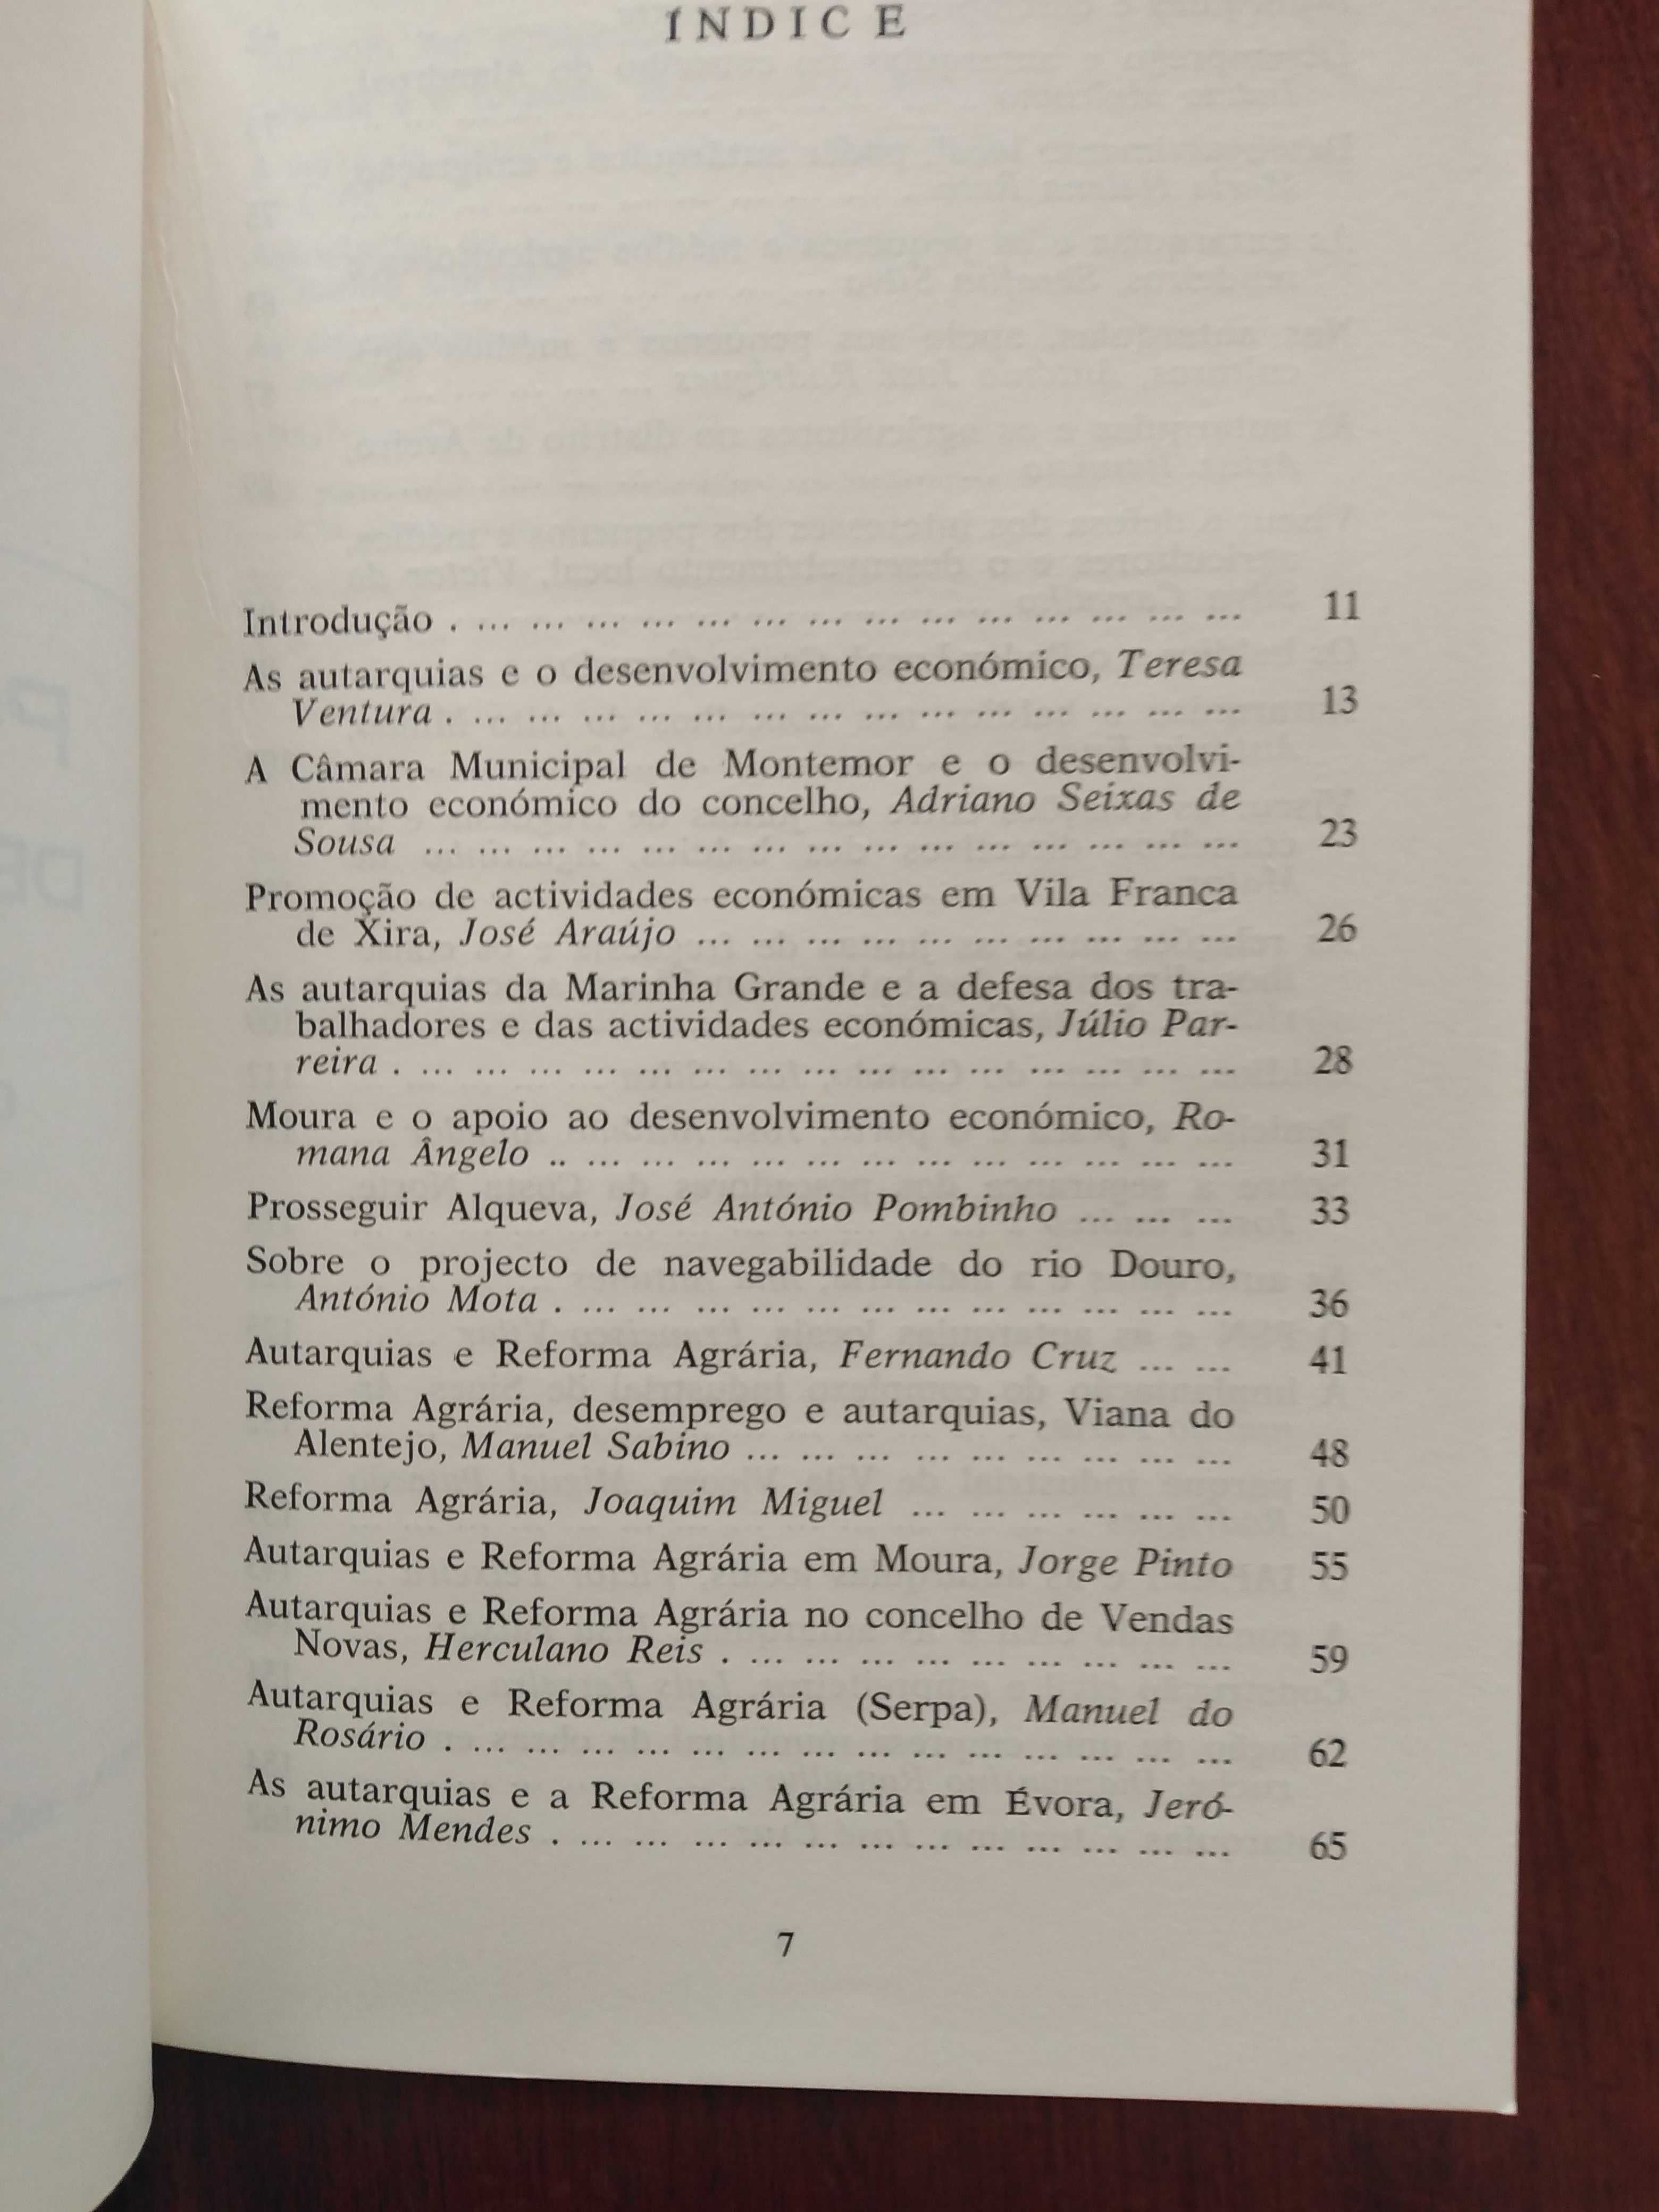 ÍNDICE
Introdução . ... ... ... ... ... ... ... ... ... ... ... ... ... ... 11
As autarquias e o desenvolvimento económico, Teresa
Ventura . ... ... ... ... ... ... ... ... ... ... ... ... ... ... 13
A Câmara Municipal de Montemor e o desenvolvi-
mento económico do concelho, Adriano Seixas de
Sousa ... ... ... ... ... ... ... ... ... ... ... ... ... ... ... 23
Promoção de actividades económicas em Vila Franca
de Xira, José Araújo ... ... ... ... ... ... ... ... ... ... 26
As autarquias da Marinha Grande e a defesa dos tra-
balhadores e das actividades económicas, Júlio Par-
reira . ... ... ... ... ... ... ... ... ... ... ... ... ... ... ... 28
Moura e o apoio ao desenvolvimento económico, Ro-
mana Ângelo .. ... ... ... ... ... ... ... ... ... ... ... ... 31
Prosseguir Alqueva, José António Pombinho ... ... ... 33
Sobre o projecto de navegabilidade do rio Douro,
António Mota . ... ... ... ... ... ... ... ... ... ... ... ... 36
Autarquias e Reforma Agrária, Fernando Cruz ... ... 41
Reforma Agrária, desemprego e autarquias, Viana do
Alentejo, Manuel Sabino ... ... ... ... ... ... ... ... ... 48
Reforma Agrária, Joaquim Miguel ... ... ... ... ... ... 50
Autarquias e Reforma Agrária em Moura, Jorge Pinto 55
Autarquias e Reforma Agrária no concelho de Vendas
Novas, Herculano Reis . ... ... ... ... ... ... ... ... ... 59
Autarquias e Reforma Agrária (Serpa), Manuel do
Rosário . ... ... ... ... ... ... ... ... ... ... ... ... ... ... 62
As autarquias e a Reforma Agrária em Évora, Jeró-
nimo Mendes . ... ... ... ... ... ... ... ... ... ... ... ... 65
7